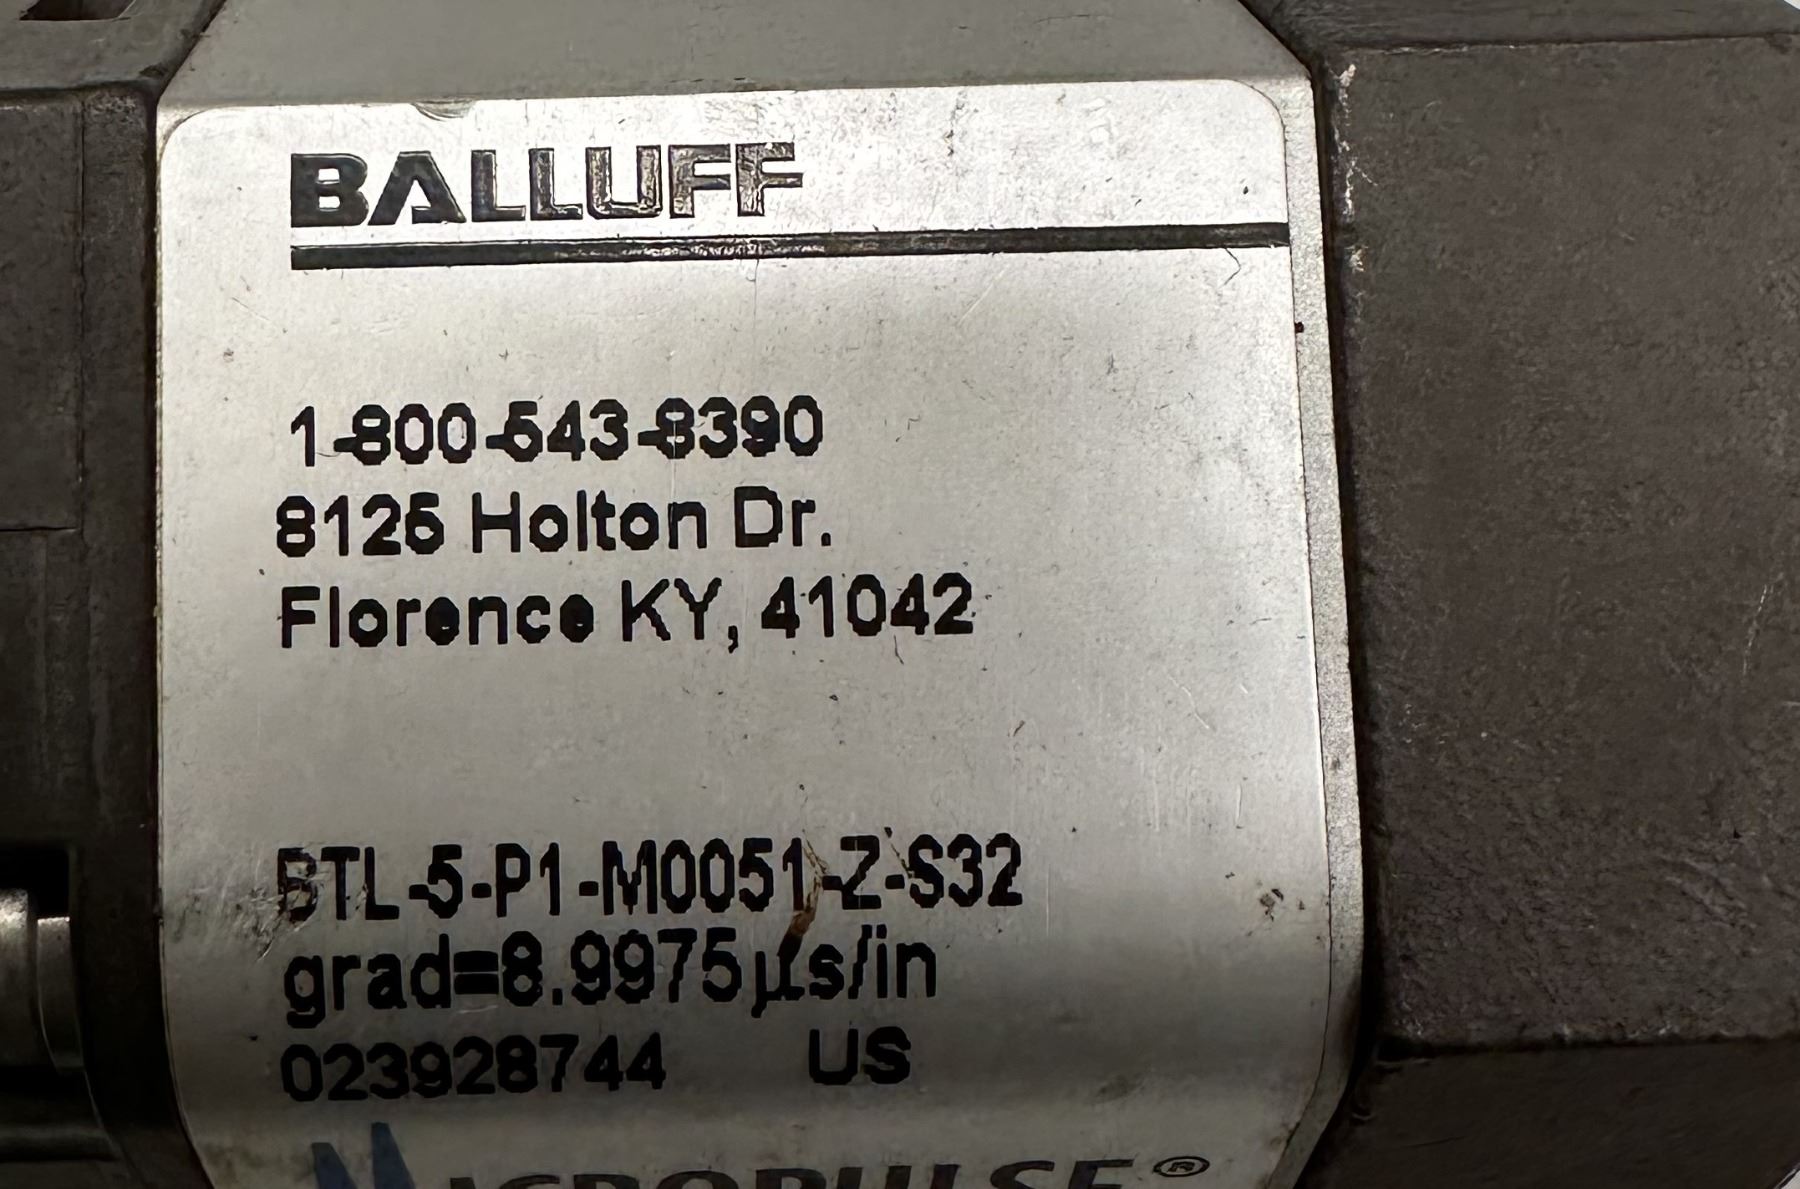 BALLUFF
1-800-543-8390
8125 Holton Dr.
Florence KY, 41042
BTL-5-P1-M0051-Z-S32
grad=8.9975µs/in
023928744 US
MICROPULSE®